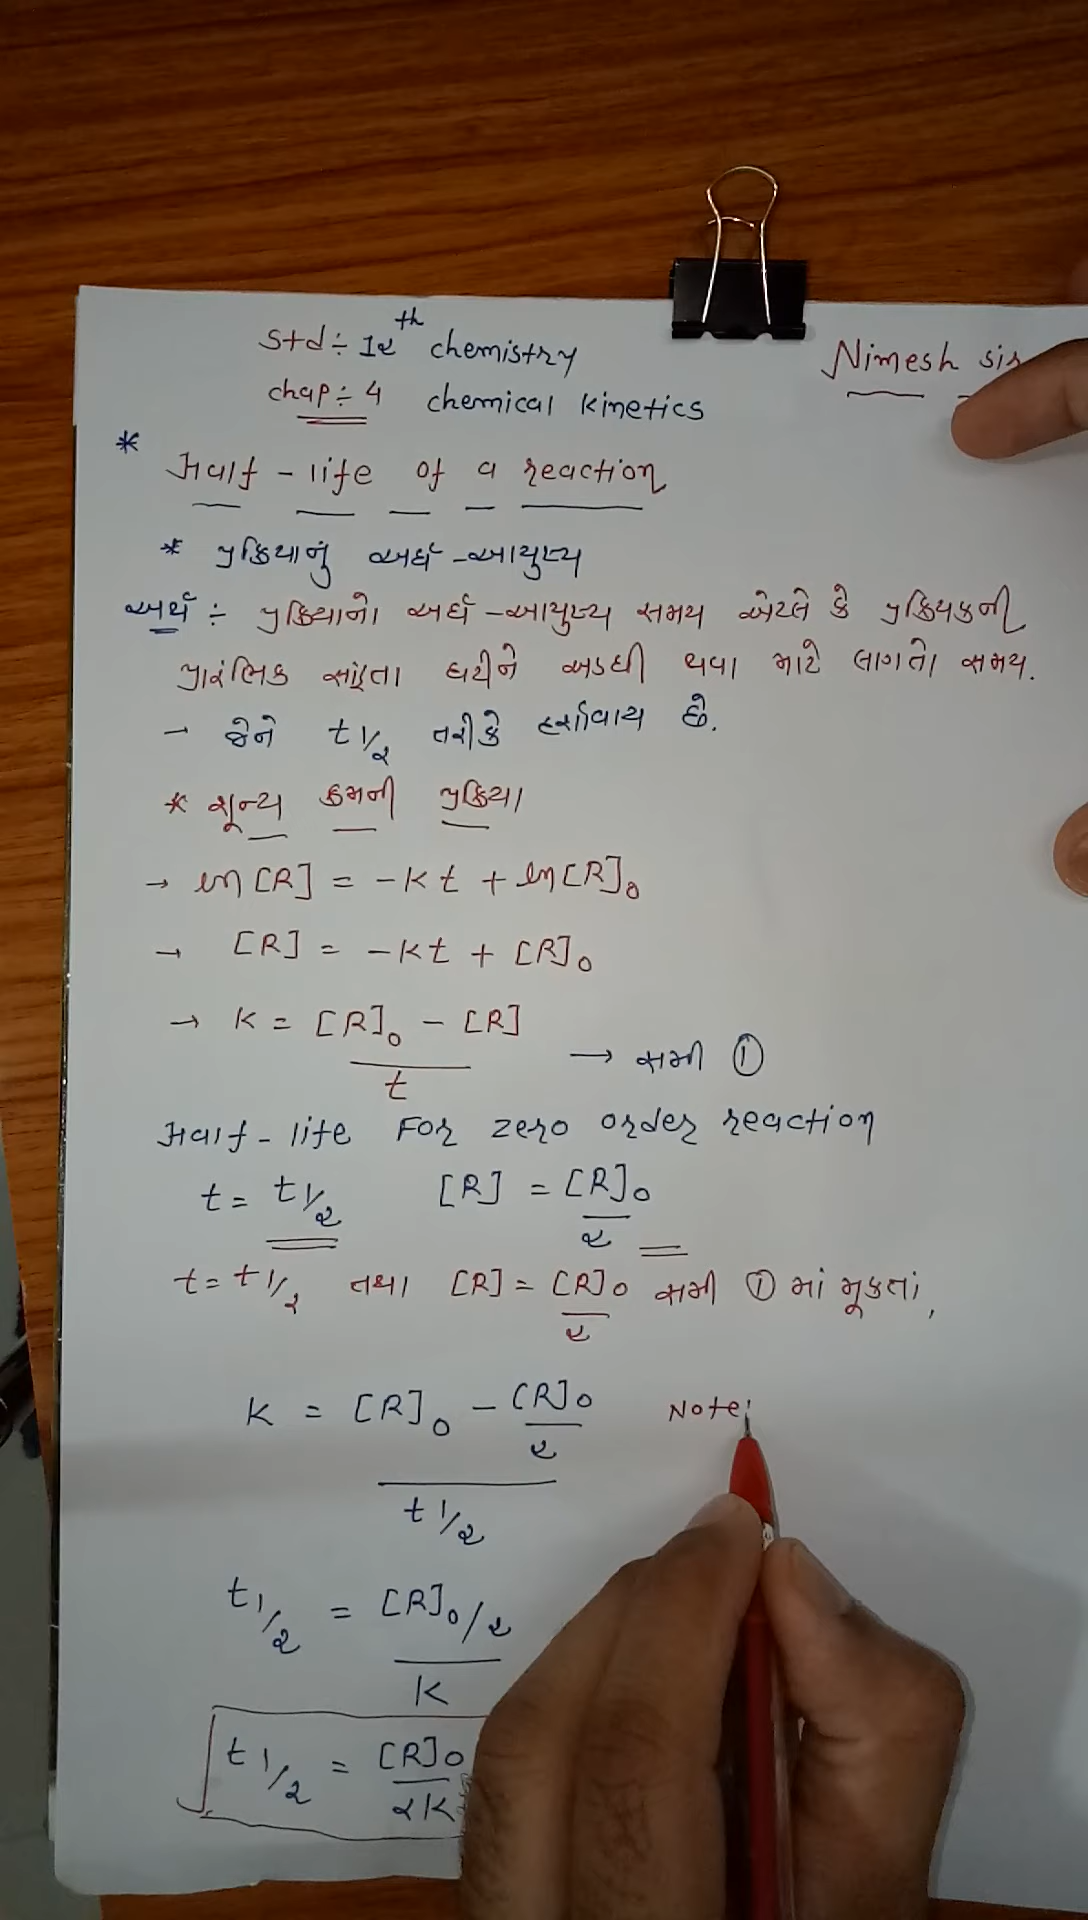 Std ÷ 12th chemistry
Nimesh sir
chap ÷ 4 chemical kinetics
* Half - life of a reaction
* પ્રક્રિયાનું અર્ધ - આયુષ્ય
અર્થ ÷ પ્રક્રિયાનો અર્ધ - આયુષ્ય સમય એટલે કે પ્રક્રિયકની
પ્રારંભિક સાંદ્રતા ઘટીને અડધી થવા માટે લાગતો સમય.
→ જેને t1/2 તરીકે દર્શાવાય છે.
* શૂન્ય ક્રમની પ્રક્રિયા
→ ln [R] = -kt + ln [R]0
→ [R] = -kt + [R]0
→ k = [R]0 - [R] / t → સમી ①
Half - life For zero order reaction
t = t1/2 [R] = [R]0 / 2
t = t1/2 તથા [R] = [R]0 / 2 સમી ① માં મૂકતાં,
k = [R]0 - [R]0 / 2 / t1/2
Note:
t1/2 = [R]0/2 / k
t1/2 = [R]0 / 2k